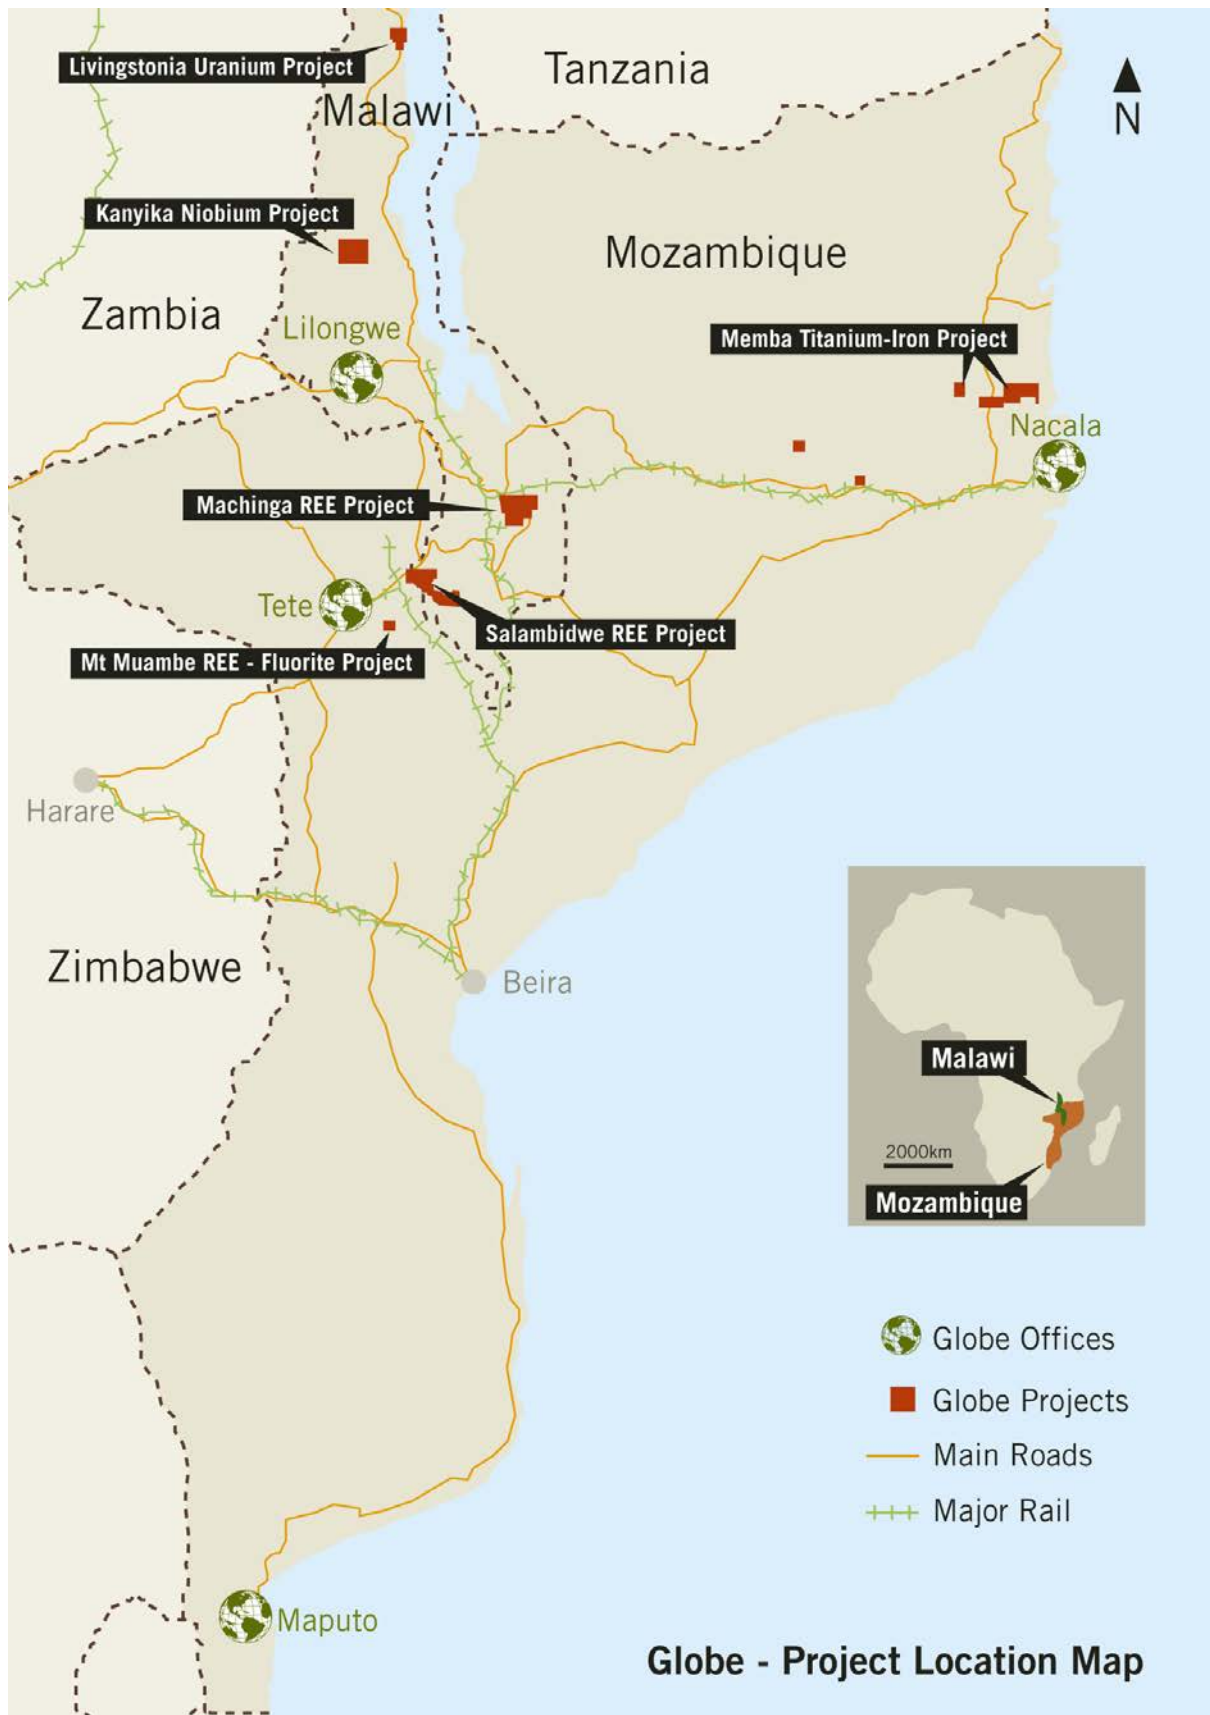 Livingstonia Uranium Project
Tanzania
Malawi
N
Kanyika Niobium Project
Mozambique
Zambia
Lilongwe
Memba Titanium-Iron Project
Nacala
Machinga REE Project
Tete
Salambidwe REE Project
Mt Muambe REE - Fluorite Project
Harare
Zimbabwe
Beira
Malawi
2000km
Mozambique
Globe Offices
Globe Projects
Main Roads
Major Rail
Maputo
Globe - Project Location Map